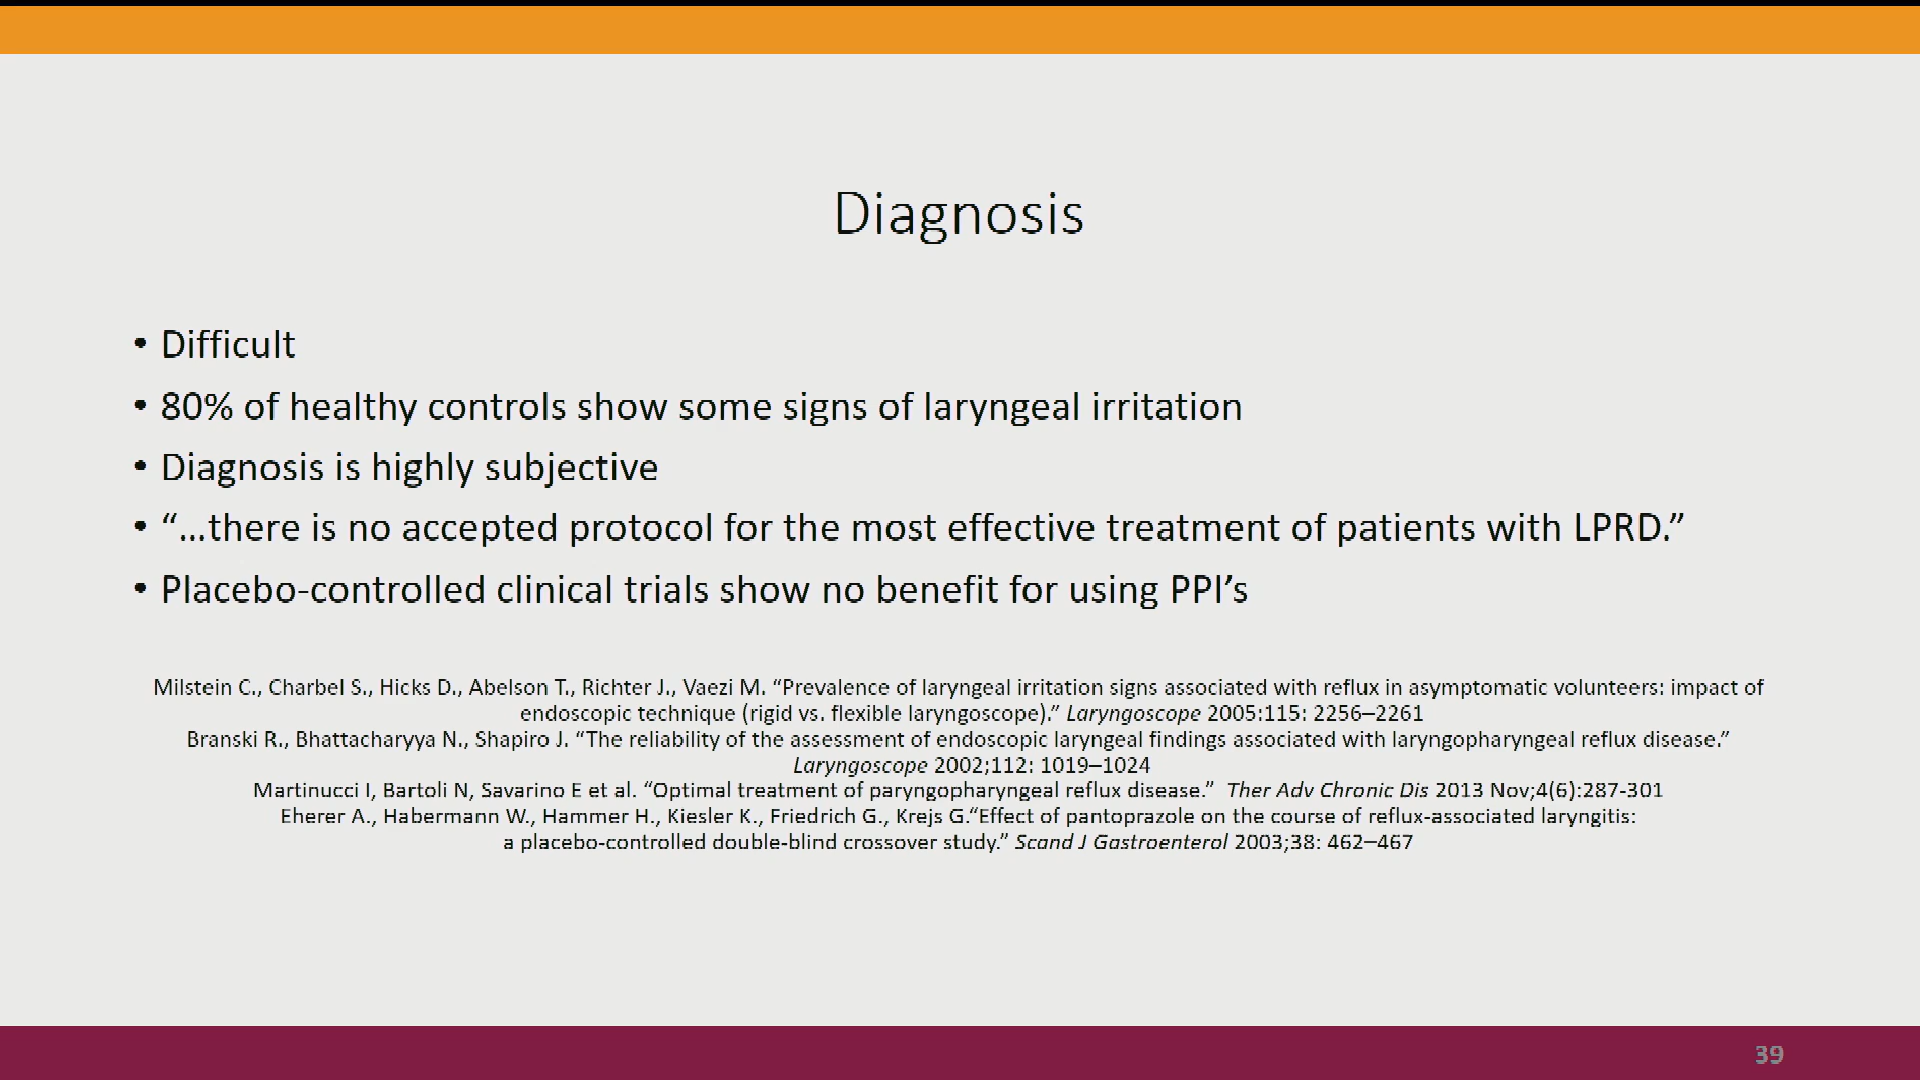 Diagnosis
• Difficult
• 80% of healthy controls show some signs of laryngeal irritation
• Diagnosis is highly subjective
• “…there is no accepted protocol for the most effective treatment of patients with LPRD.”
• Placebo-controlled clinical trials show no benefit for using PPI’s
Milstein C., Charbel S., Hicks D., Abelson T., Richter J., Vaezi M. “Prevalence of laryngeal irritation signs associated with reflux in asymptomatic volunteers: impact of
endoscopic technique (rigid vs. flexible laryngoscope).” Laryngoscope 2005:115: 2256–2261
Branski R., Bhattacharyya N., Shapiro J. “The reliability of the assessment of endoscopic laryngeal findings associated with laryngopharyngeal reflux disease.”
Laryngoscope 2002;112: 1019–1024
Martinucci I, Bartoli N, Savarino E et al. “Optimal treatment of paryngopharyngeal reflux disease.”  Ther Adv Chronic Dis 2013 Nov;4(6):287-301
Eherer A., Habermann W., Hammer H., Kiesler K., Friedrich G., Krejs G.“Effect of pantoprazole on the course of reflux-associated laryngitis:
a placebo-controlled double-blind crossover study.” Scand J Gastroenterol 2003;38: 462–467
39